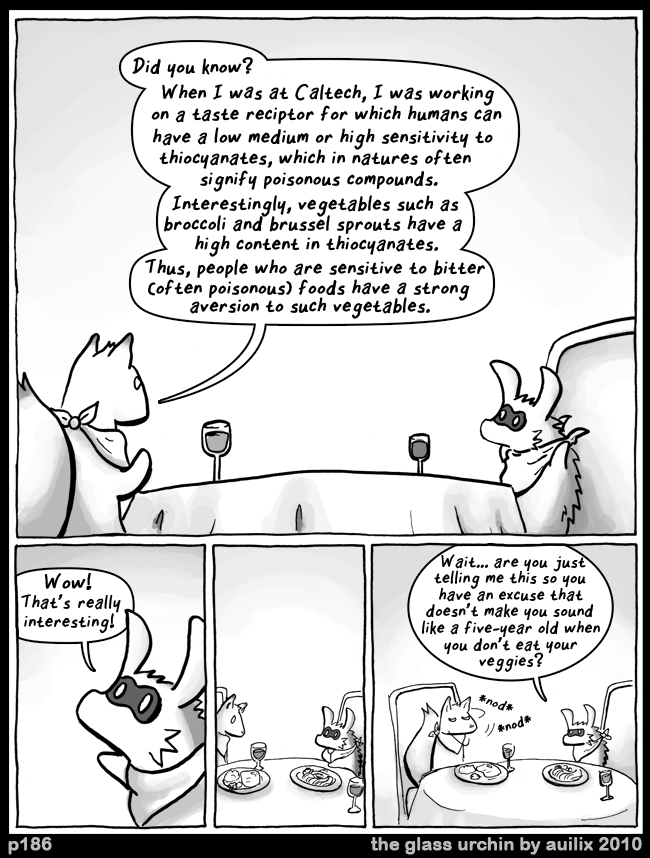 Did you know?
When I was at Caltech, I was working
on a taste reciptor for which humans can
have a low medium or high sensitivity to
thiocyanates, which in natures often
signify poisonous compounds.
Interestingly, vegetables such as
broccoli and brussel sprouts have a
high content in thiocyanates.
Thus, people who are sensitive to bitter
(often poisonous) foods have a strong
aversion to such vegetables.
Wow!
That's really
interesting!
Wait... are you just
telling me this so you
have an excuse that
doesn't make you sound
like a five-year old when
you don't eat your
veggies?
*nod*
*nod*
p186
the glass urchin by auilix 2010